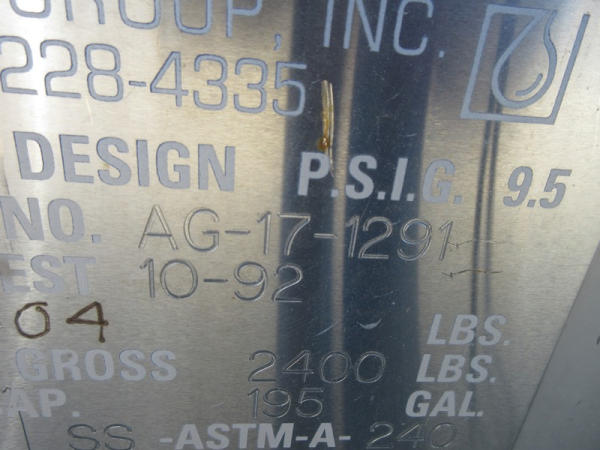 GROUP, INC.
228-4335
DESIGN P.S.I.G. 9.5
NO. AG-17-1291
EST 10-92
04 LBS.
GROSS 2400 LBS.
AP. 195 GAL.
SS -ASTM-A- 240